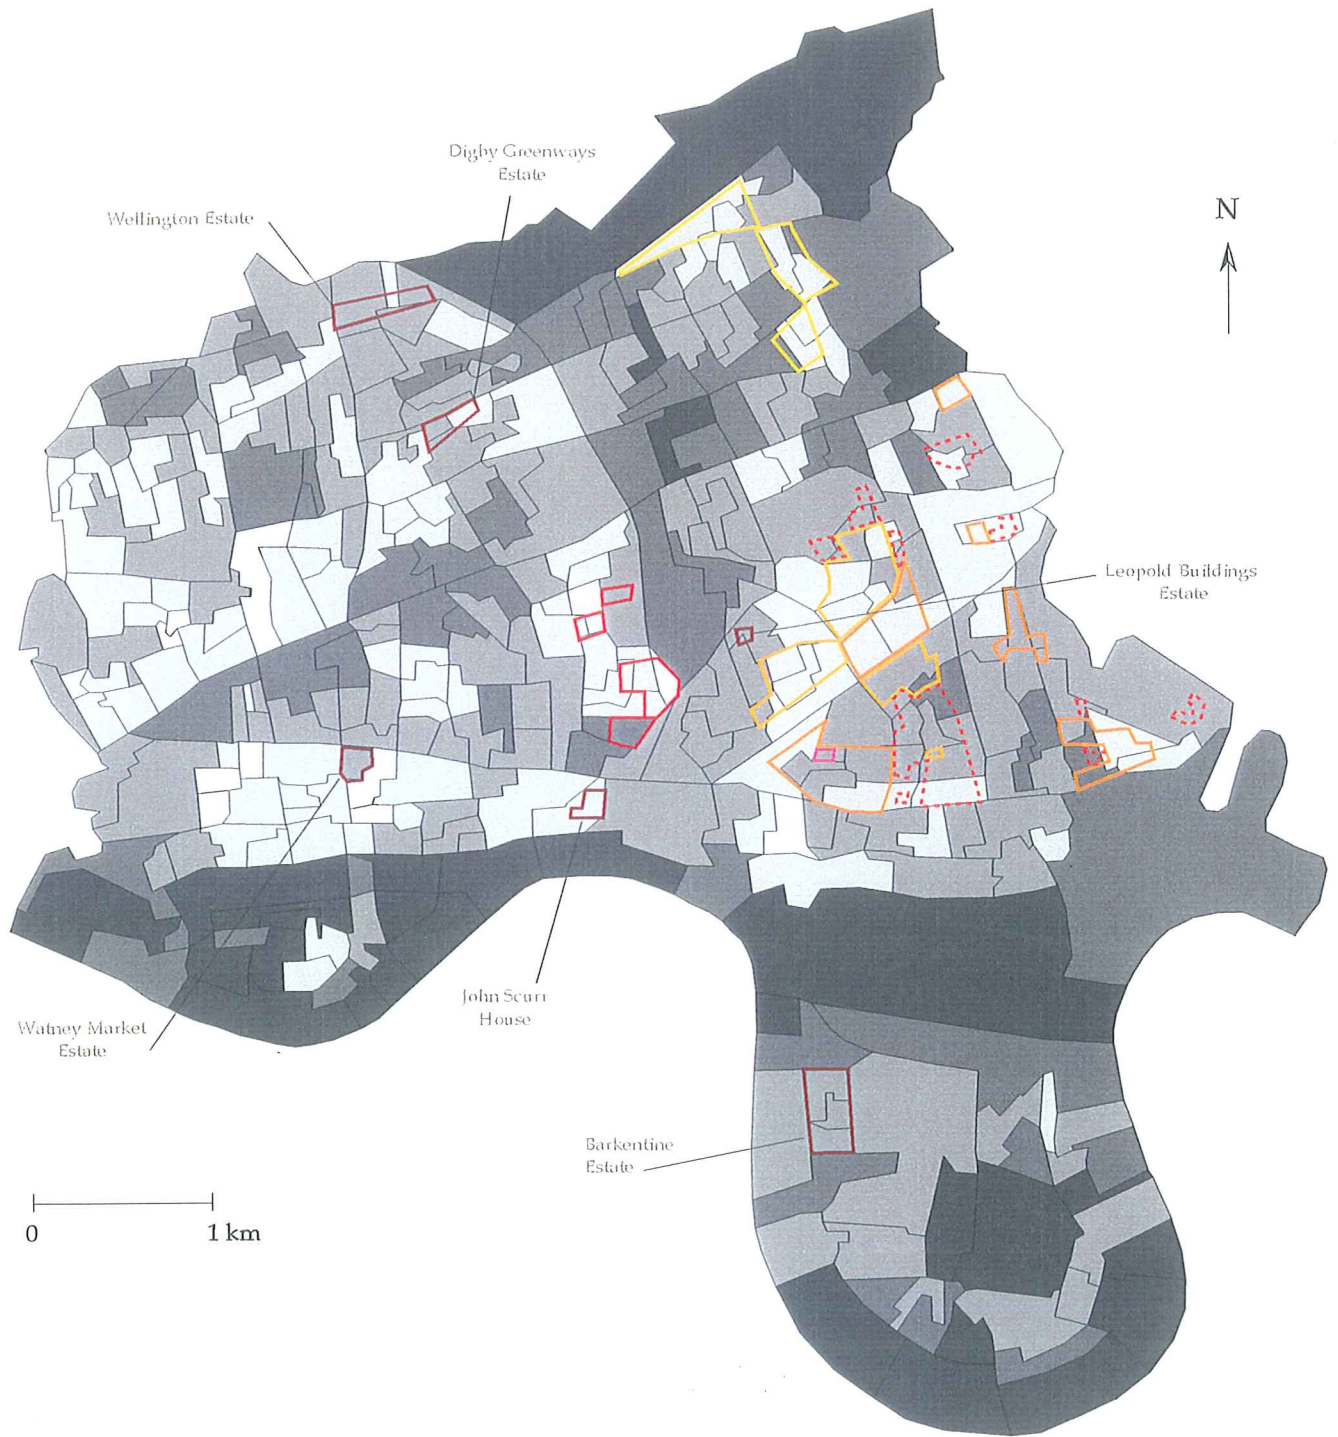 Digby Greenways
Estate
Wellington Estate
N
Leopold Buildings
Estate
John Scurr
House
Watney Market
Estate
Barkentine
Estate
0
1 km